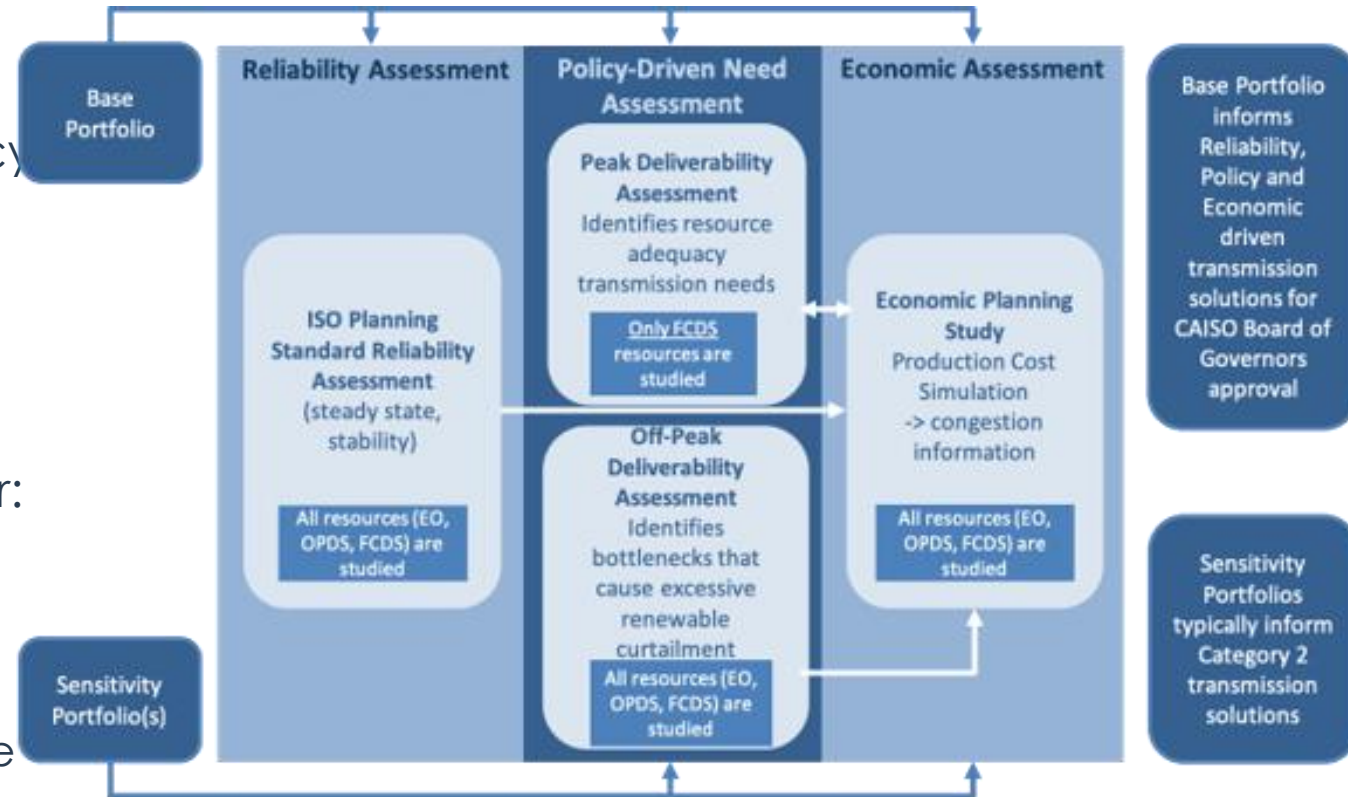 Base
Portfolio
cy
r:
Sensitivity
Portfolio(s)
e
Reliability Assessment
ISO Planning
Standard Reliability
Assessment
(steady state,
stability)
All resources (EO,
OPDS, FCDS) are
studied
Policy-Driven Need
Assessment
Peak Deliverability
Assessment
Identifies resource
adequacy
transmission needs
Only FCDS
resources are
studied
Off-Peak
Deliverability
Assessment
Identifies
bottlenecks that
cause excessive
renewable
curtailment
All resources (EO,
OPDS, FCDS) are
studied
Economic Assessment
Economic Planning
Study
Production Cost
Simulation
-> congestion
information
All resources (EO,
OPDS, FCDS) are
studied
Base Portfolio
informs
Reliability,
Policy and
Economic
driven
transmission
solutions for
CAISO Board of
Governors
approval
Sensitivity
Portfolios
typically inform
Category 2
transmission
solutions